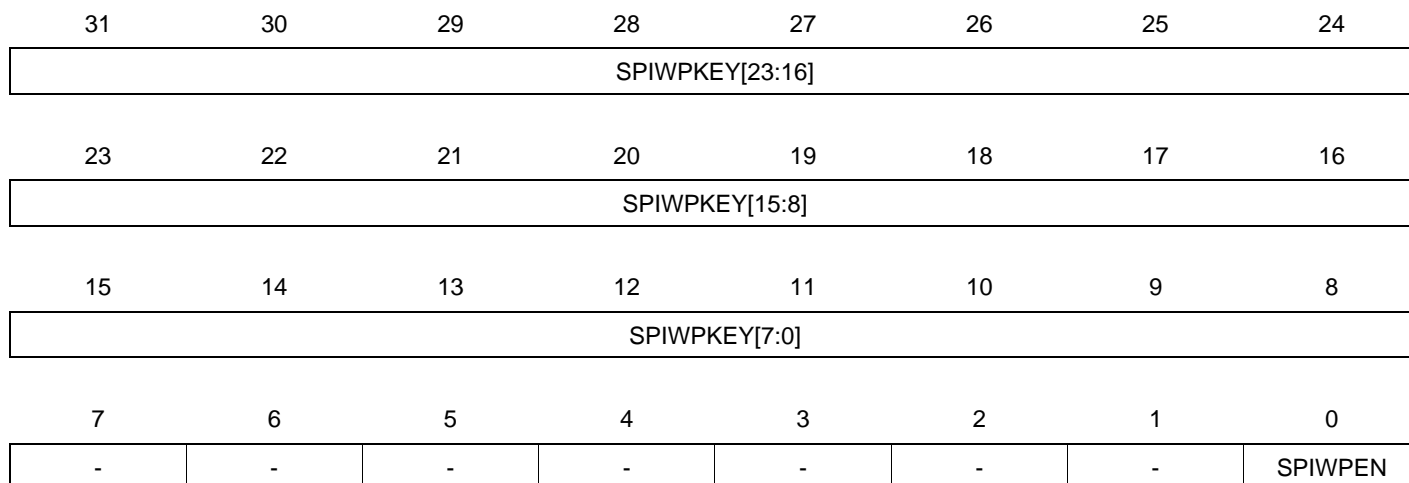 31 30 29 28 27 26 25 24
SPIWPKEY[23:16]
23 22 21 20 19 18 17 16
SPIWPKEY[15:8]
15 14 13 12 11 10 9 8
SPIWPKEY[7:0]
7 6 5 4 3 2 1 0
- - - - - - - SPIWPEN